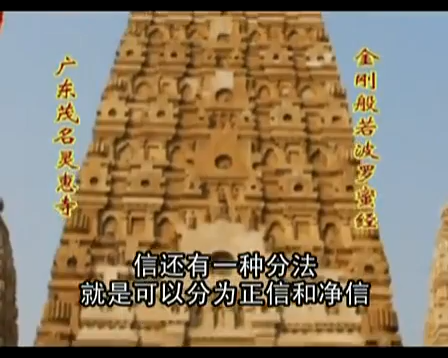 金刚般若波罗蜜经
广东茂名灵惠寺
信还有一种分法
就是可以分为正信和净信